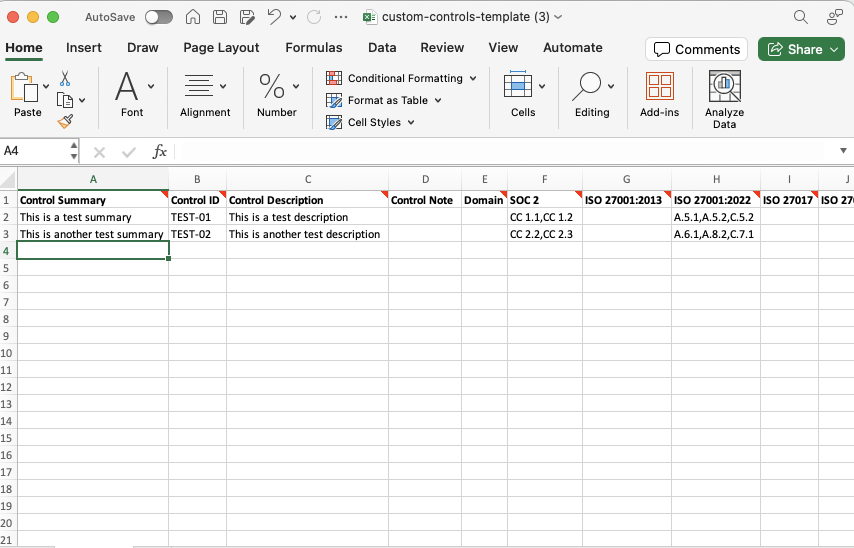 AutoSave custom-controls-template (3)
Home Insert Draw Page Layout Formulas Data Review View Automate Comments Share
Paste Font Alignment % Number Conditional Formatting Format as Table Cell Styles Cells Editing Add-ins Analyze Data
A4 fx
A B C D E F G H I J
1 Control Summary Control ID Control Description Control Note Domain SOC 2 ISO 27001:2013 ISO 27001:2022 ISO 27017 ISO 27
2 This is a test summary TEST-01 This is a test description CC 1.1,CC 1.2 A.5.1,A.5.2,C.5.2
3 This is another test summary TEST-02 This is another test description CC 2.2,CC 2.3 A.6.1,A.8.2,C.7.1
4
5
6
7
8
9
10
11
12
13
14
15
16
17
18
19
20
21